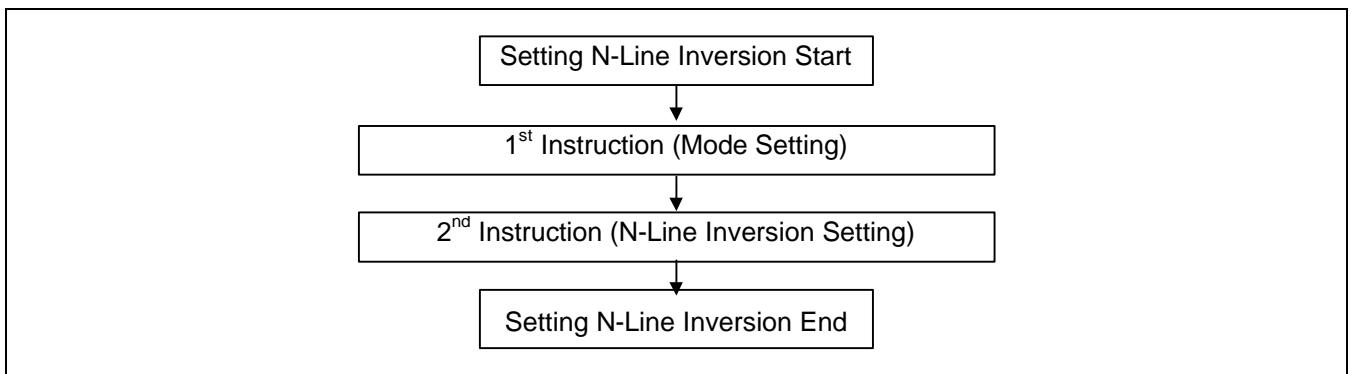 Setting N-Line Inversion Start
1st Instruction (Mode Setting)
2nd Instruction (N-Line Inversion Setting)
Setting N-Line Inversion End